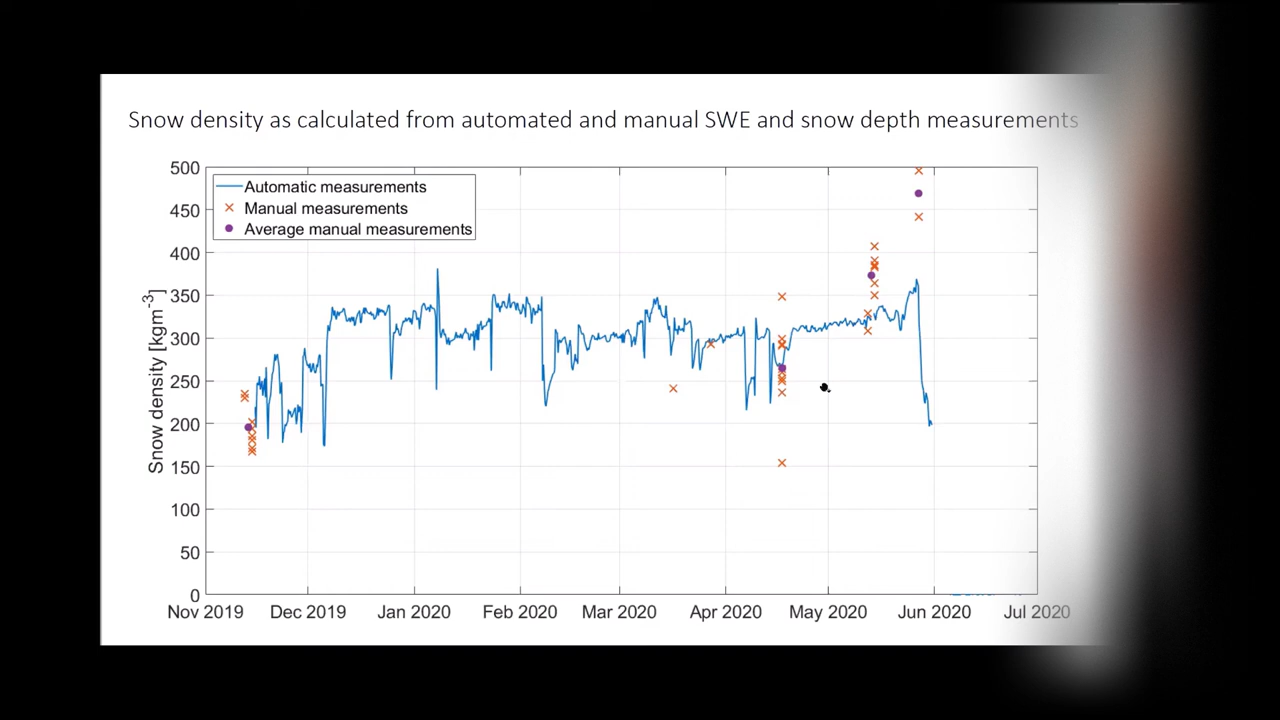 Snow density as calculated from automated and manual SWE and snow depth measurements
500
450
400
350
300
250
200
150
100
50
0
Snow density [kgm-3]
Automatic measurements
Manual measurements
Average manual measurements
Nov 2019 Dec 2019 Jan 2020 Feb 2020 Mar 2020 Apr 2020 May 2020 Jun 2020 Jul 2020